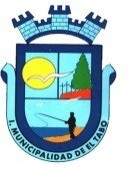 I. MUNICIPALIDAD DE EL TABO